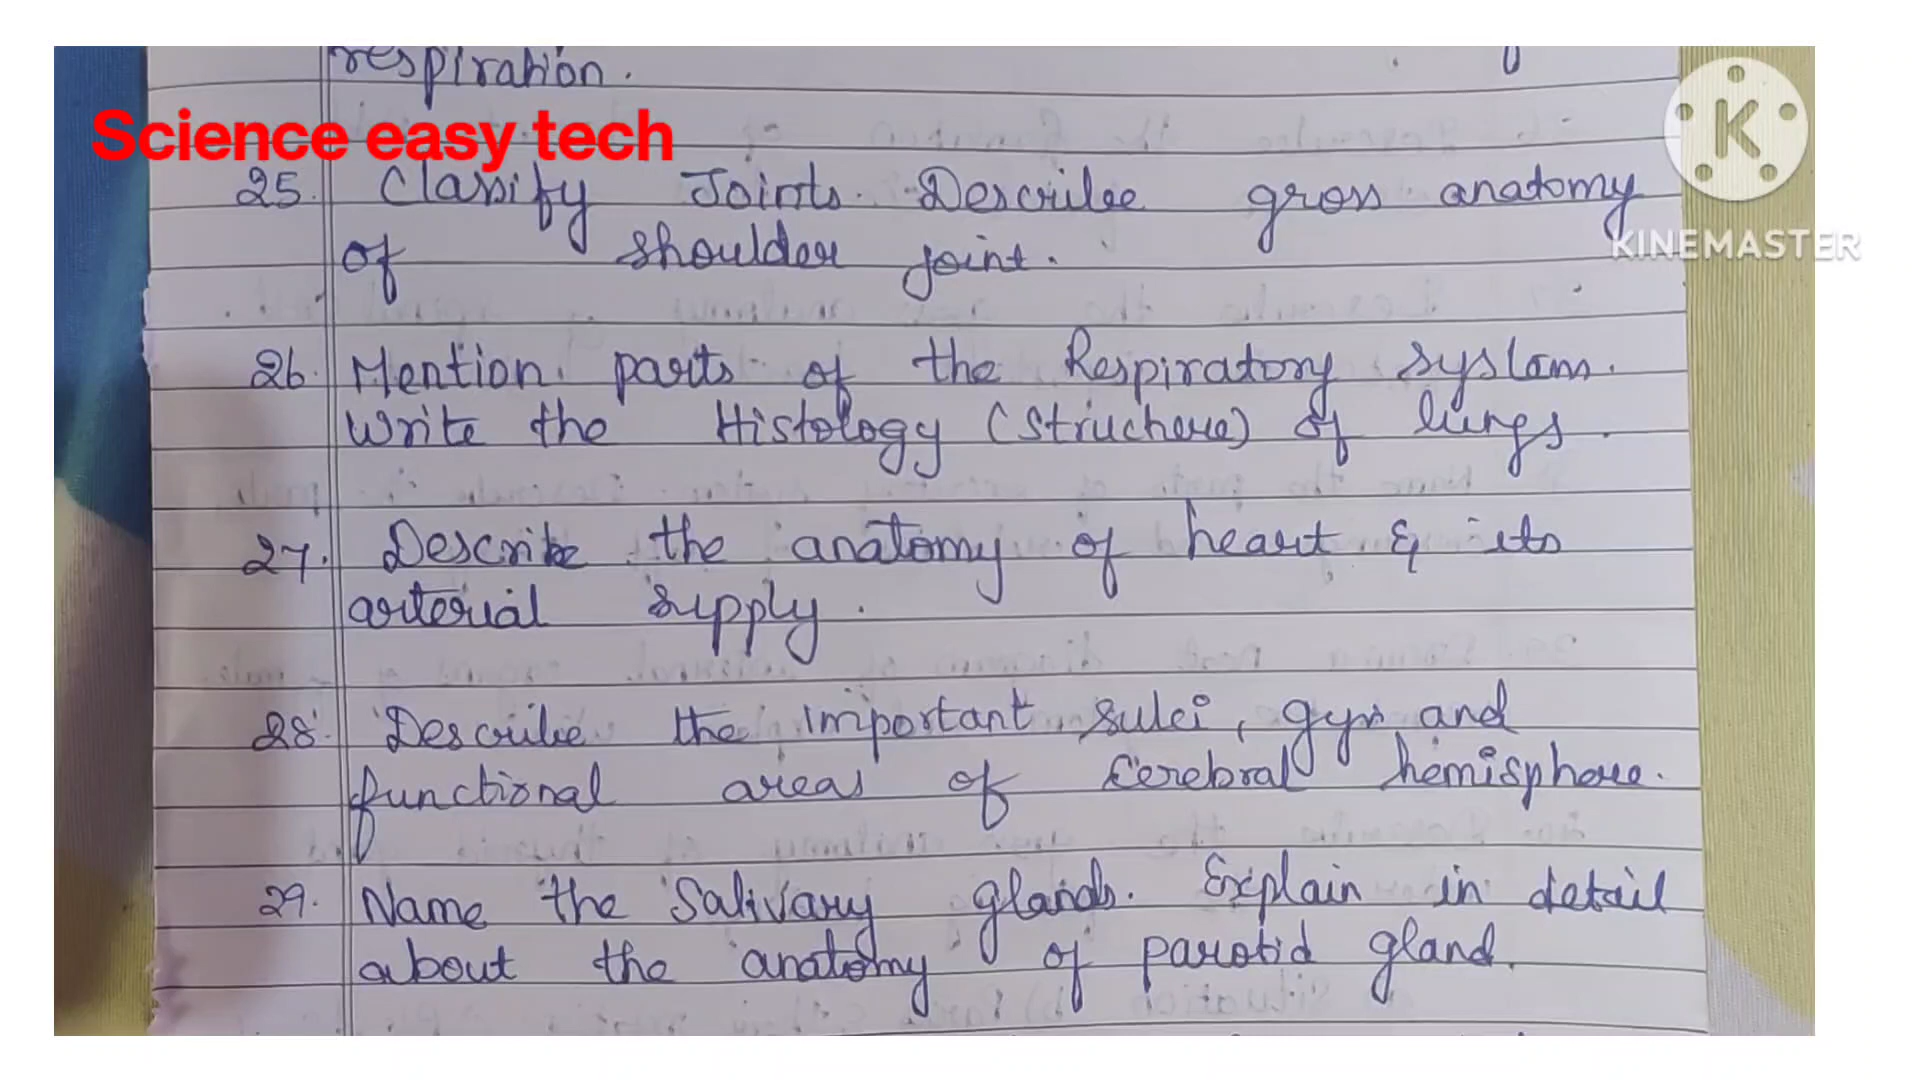 respiration.
Science easy tech
K
KINEMASTER
25. Classify Joints. Describe gross anatomy
of shoulder joint.
26. Mention parts of the Respiratory system.
Write the Histology (Structure) of lungs.
27. Describe the anatomy of heart & its
arterial supply.
28. Describe the important sulci, gyri and
functional areas of cerebral hemisphere.
29. Name the Salivary glands. Explain in detail
about the anatomy of parotid gland.